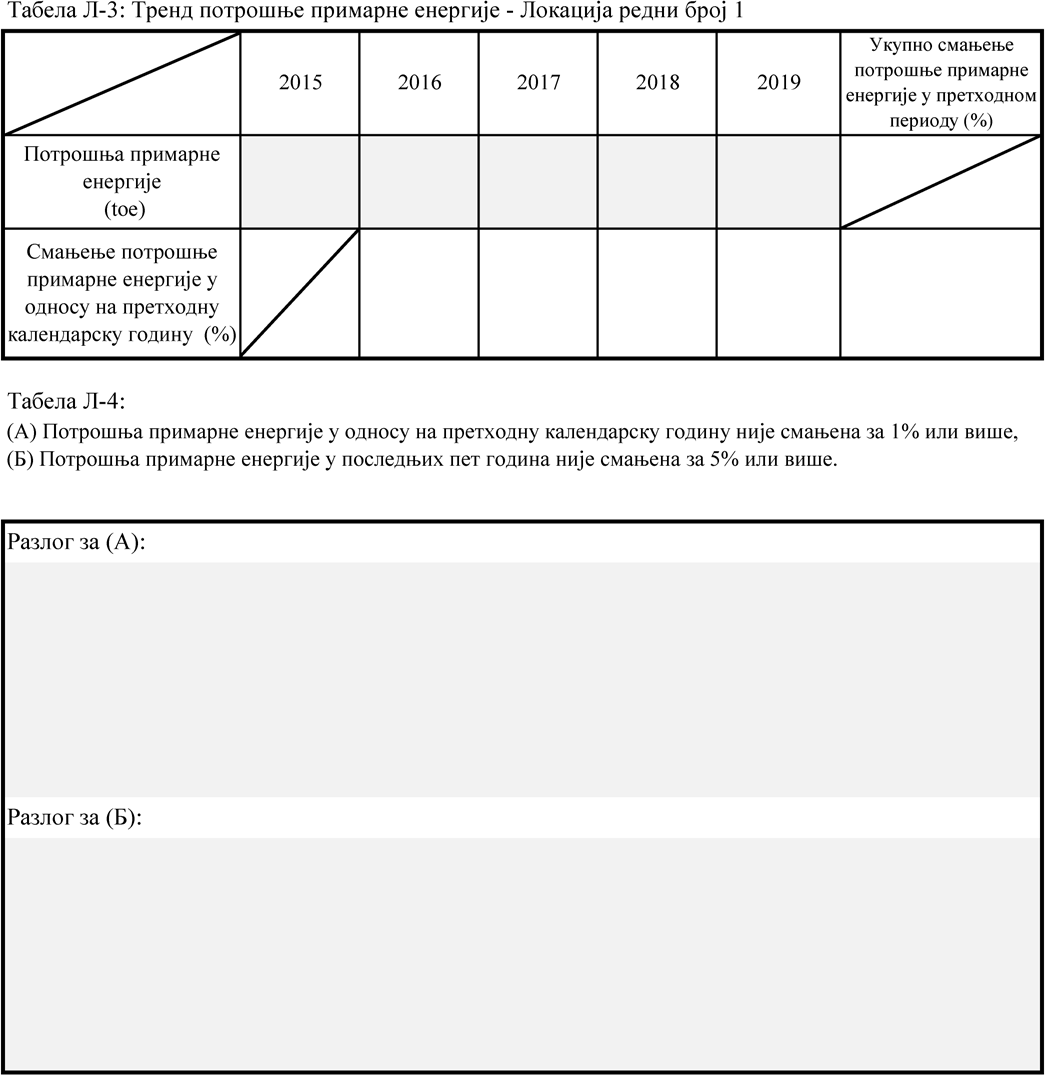 Табела Л-3: Тренд потрошње примарне енергије - Локација редни број 1
2015
2016
2017
2018
2019
Укупно смањење
потрошње примарне
енергије у претходном
периоду (%)
Потрошња примарне
енергије
(toe)
Смањење потрошње
примарне енергије у
односу на претходну
календарску годину (%)
Табела Л-4:
(А) Потрошња примарне енергије у односу на претходну календарску годину није смањена за 1% или више,
(Б) Потрошња примарне енергије у последњих пет година није смањена за 5% или више.
Разлог за (А):
Разлог за (Б):